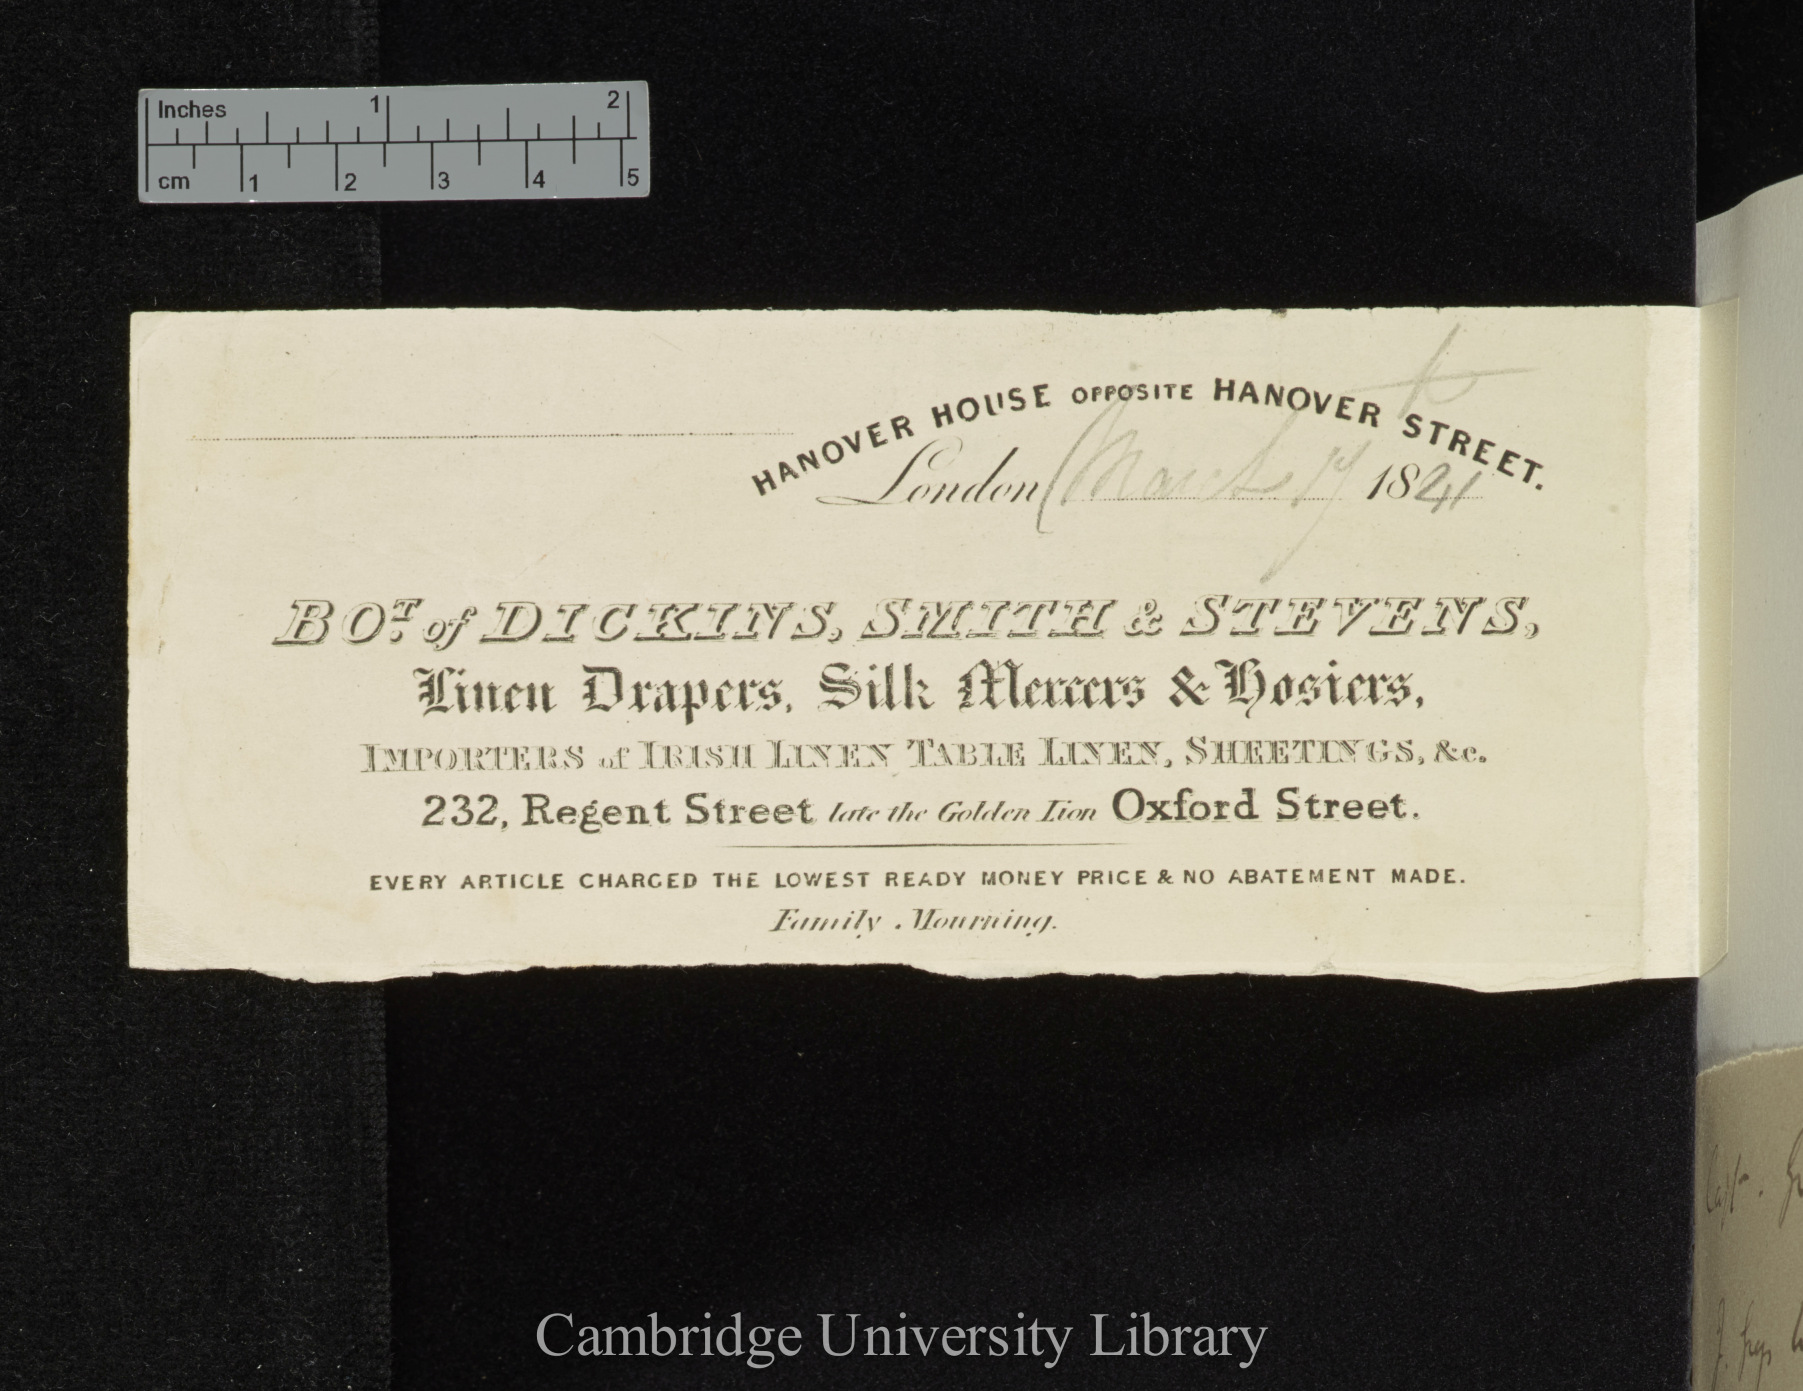 Inches 1 2
cm 1 2 3 4 5
HANOVER HOUSE OPPOSITE HANOVER STREET.
London March 1841
BOT. of DICKINS, SMITH & STEVENS,
Linen Drapers, Silk Mercers & Hosiers,
IMPORTERS of IRISH LINEN TABLE LINEN, SHEETINGS, &c.
232, Regent Street late the Golden Lion Oxford Street.
EVERY ARTICLE CHARGED THE LOWEST READY MONEY PRICE & NO ABATEMENT MADE.
Family Mourning.
Cambridge University Library